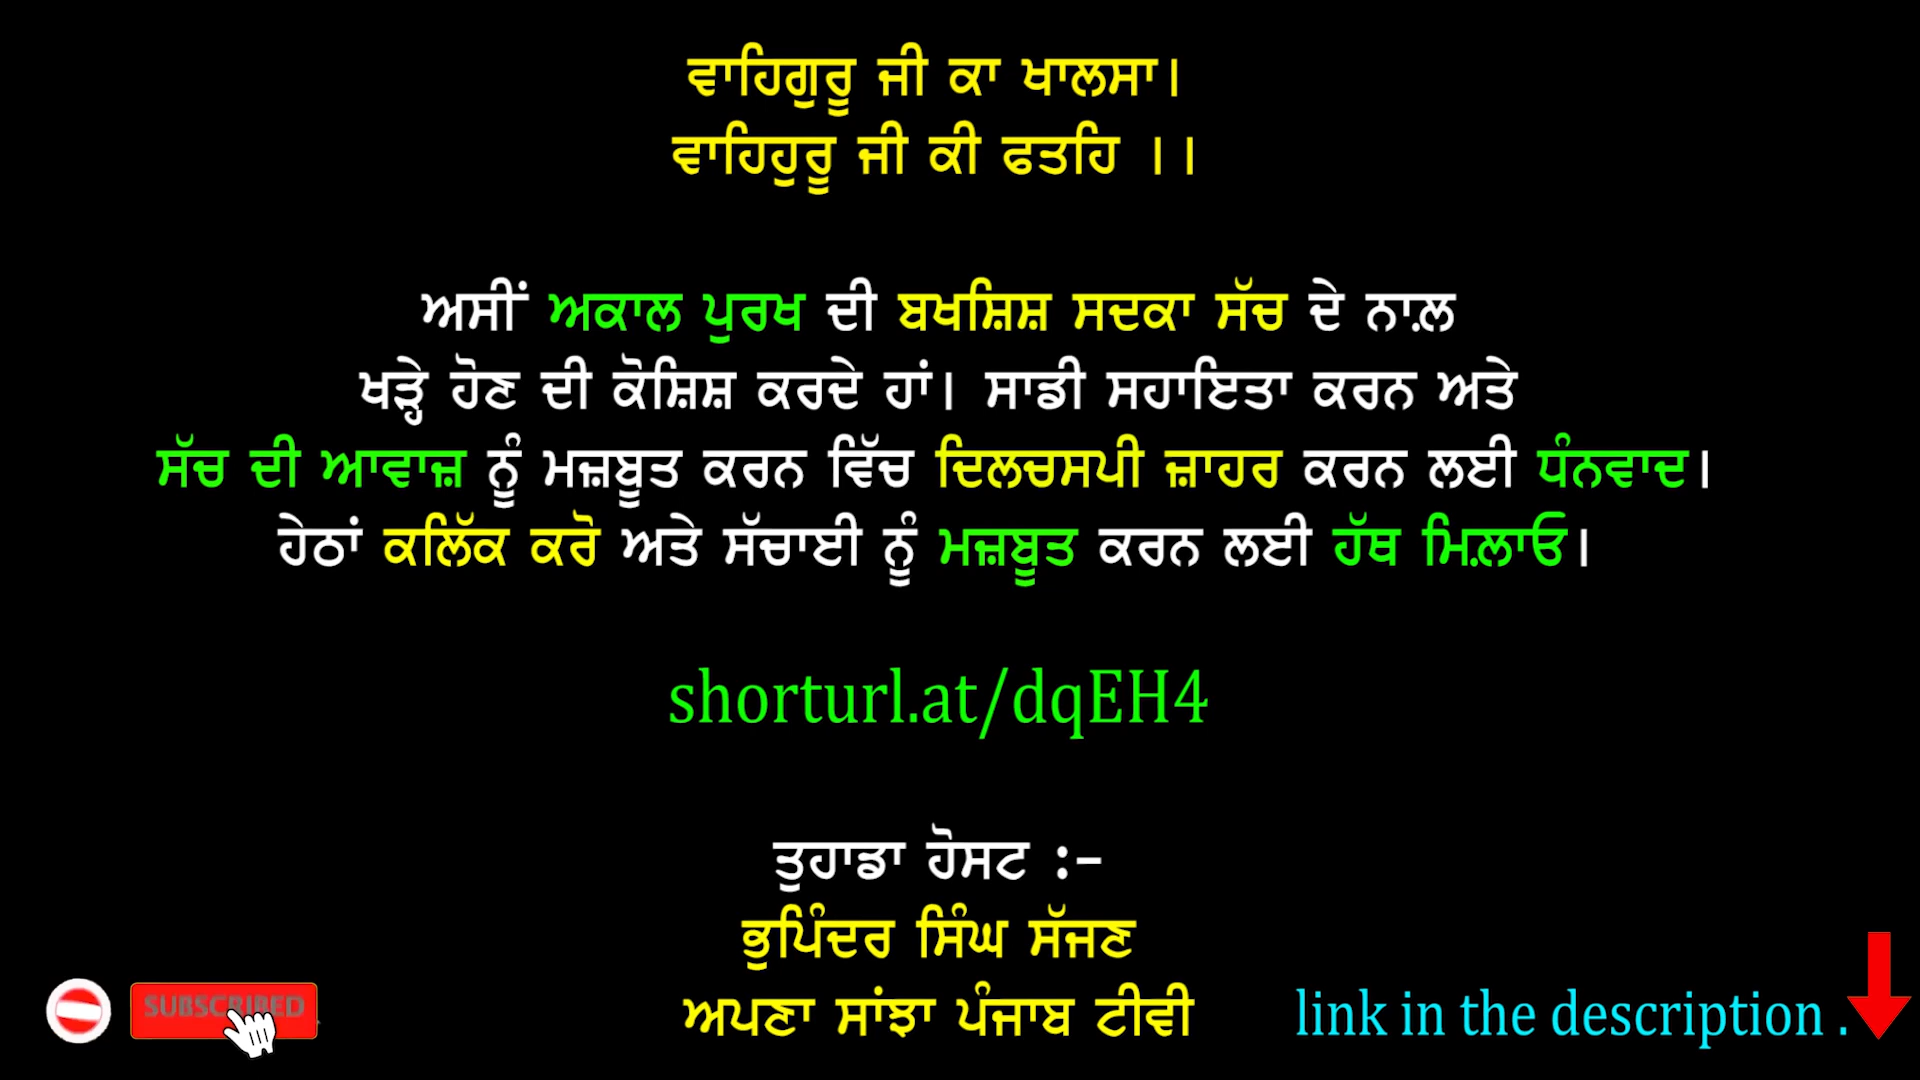 ਵਾਹਿਗੁਰੂ ਜੀ ਕਾ ਖਾਲਸਾ।
ਵਾਹਿਹੁਰੂ ਜੀ ਕੀ ਫਤਹਿ ।।
ਅਸੀਂ ਅਕਾਲ ਪੁਰਖ ਦੀ ਬਖਸ਼ਿਸ਼ ਸਦਕਾ ਸੱਚ ਦੇ ਨਾਲ਼
ਖੜ੍ਹੇ ਹੋਣ ਦੀ ਕੋਸ਼ਿਸ਼ ਕਰਦੇ ਹਾਂ। ਸਾਡੀ ਸਹਾਇਤਾ ਕਰਨ ਅਤੇ
ਸੱਚ ਦੀ ਆਵਾਜ਼ ਨੂੰ ਮਜ਼ਬੂਤ ਕਰਨ ਵਿੱਚ ਦਿਲਚਸਪੀ ਜ਼ਾਹਰ ਕਰਨ ਲਈ ਧੰਨਵਾਦ।
ਹੇਠਾਂ ਕਲਿੱਕ ਕਰੋ ਅਤੇ ਸੱਚਾਈ ਨੂੰ ਮਜ਼ਬੂਤ ਕਰਨ ਲਈ ਹੱਥ ਮਿਲ਼ਾਓ।
shorturl.at/dqEH4
ਤੁਹਾਡਾ ਹੋਸਟ :-
ਭੁਪਿੰਦਰ ਸਿੰਘ ਸੱਜਣ
ਅਪਣਾ ਸਾਂਝਾ ਪੰਜਾਬ ਟੀਵੀ
SUBSCRIBED
link in the description .